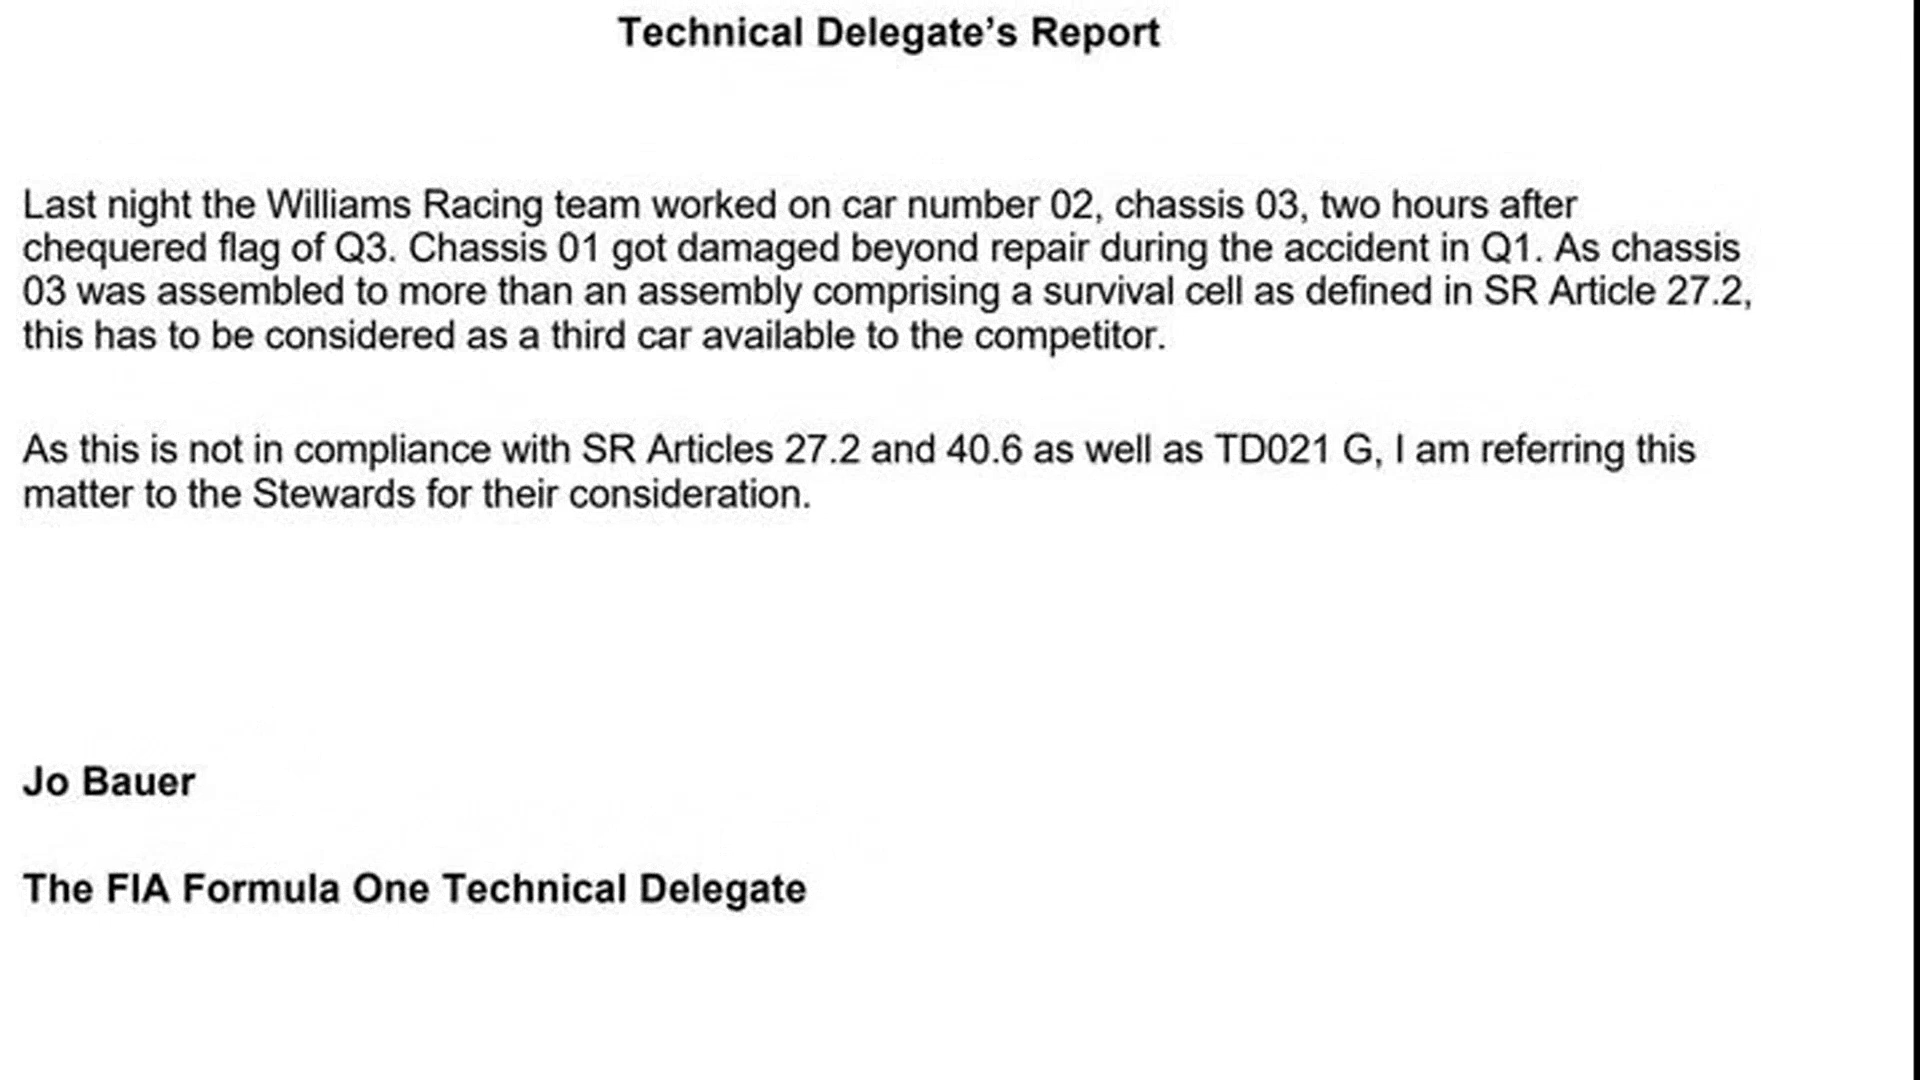 Technical Delegate’s Report
Last night the Williams Racing team worked on car number 02, chassis 03, two hours after
chequered flag of Q3. Chassis 01 got damaged beyond repair during the accident in Q1. As chassis
03 was assembled to more than an assembly comprising a survival cell as defined in SR Article 27.2,
this has to be considered as a third car available to the competitor.
As this is not in compliance with SR Articles 27.2 and 40.6 as well as TD021 G, I am referring this
matter to the Stewards for their consideration.
Jo Bauer
The FIA Formula One Technical Delegate